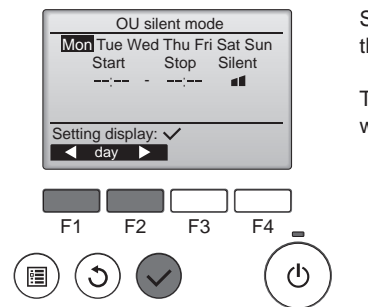 OU silent mode
Mon Tue Wed Thu Fri Sat Sun
Start Stop Silent
--:-- - --:--
Setting display: ✓
◀ day ▶
F1 F2 F3 F4